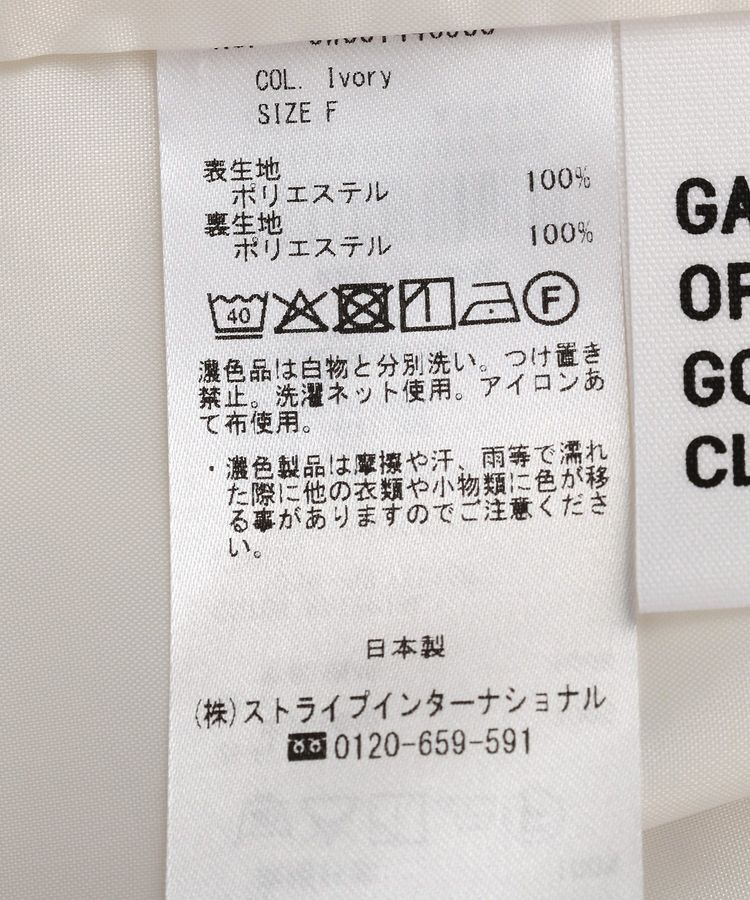 COL. Ivory
SIZE F
表生地
ポリエステル 100%
裏生地
ポリエステル 100%
40
F
濃色品は白物と分別洗い。つけ置き
禁止。洗濯ネット使用。アイロンあ
て布使用。
・濃色製品は摩擦や汗、雨等で濡れ
た際に他の衣類や小物類に色が移
る事がありますのでご注意くださ
い。
日本製
(株)ストライプインターナショナル
0120-659-591
GA
OP
GO
CL